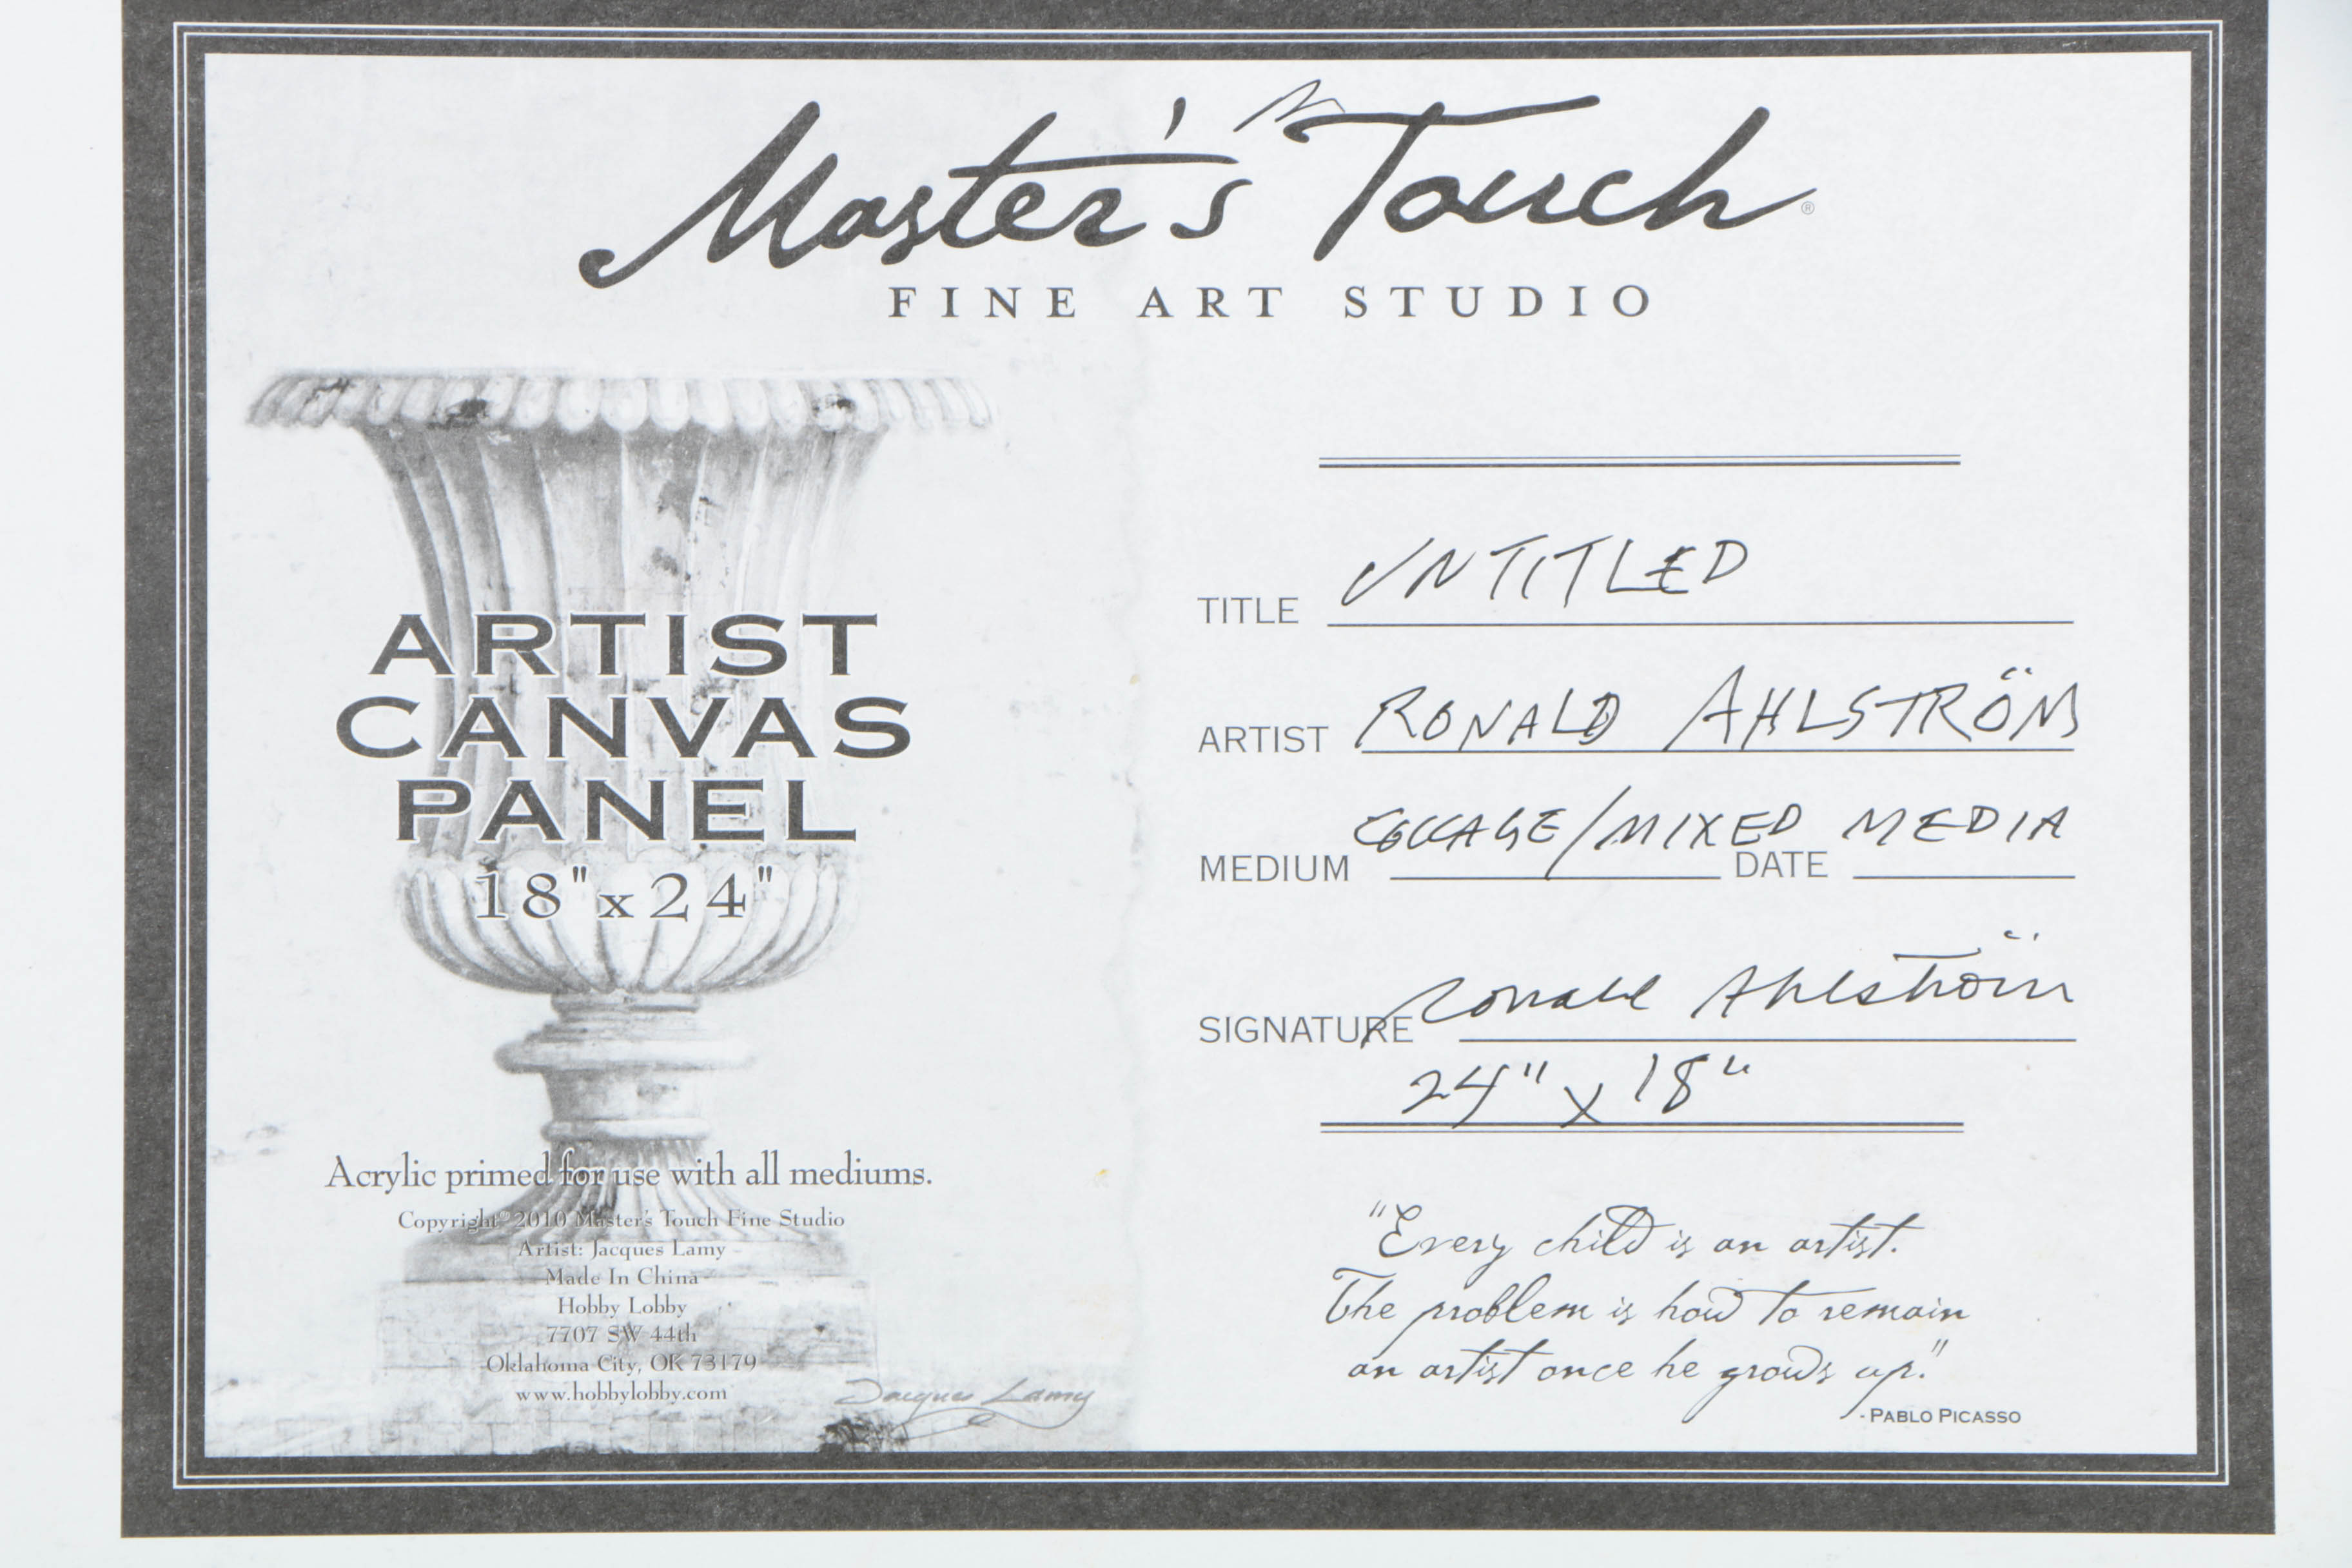 Master's Touch®
FINE ART STUDIO
ARTIST
CANVAS
PANEL
18" x 24"
Acrylic primed for use with all mediums.
Copyright© 2010 Master's Touch Fine Studio
Artist: Jacques Lamy
Made In China
Hobby Lobby
7707 SW 44th
Oklahoma City, OK 73179
www.hobbylobby.com
Jacques Lamy
TITLE UNTITLED
ARTIST RONALD AHLSTRÖM
MEDIUM COLLAGE/MIXED MEDIA DATE
SIGNATURE Ronald Ahlström
24" x 18"
"Every child is an artist.
The problem is how to remain
an artist once he grows up."
- PABLO PICASSO